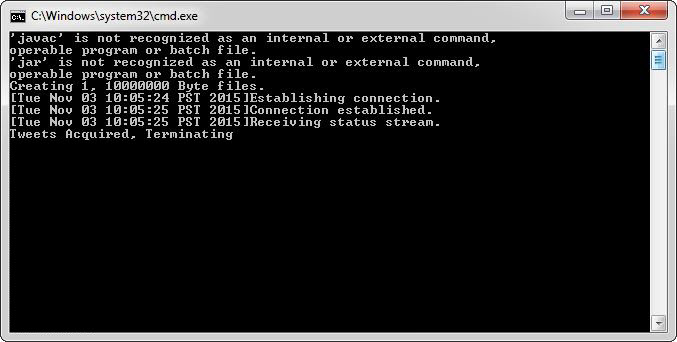 C:\Windows\system32\cmd.exe
'javac' is not recognized as an internal or external command,
operable program or batch file.
'jar' is not recognized as an internal or external command,
operable program or batch file.
Creating 1, 10000000 Byte files.
[Tue Nov 03 10:05:24 PST 2015]Establishing connection.
[Tue Nov 03 10:05:25 PST 2015]Connection established.
[Tue Nov 03 10:05:25 PST 2015]Receiving status stream.
Tweets Acquired, Terminating